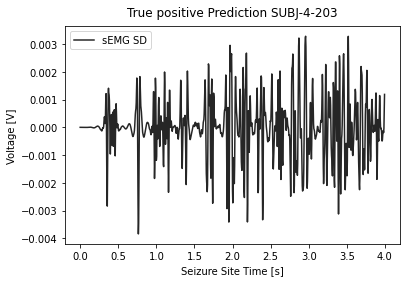 True positive Prediction SUBJ-4-203
sEMG SD
0.003
0.002
0.001
0.000
−0.001
−0.002
−0.003
−0.004
Voltage [V]
0.0 0.5 1.0 1.5 2.0 2.5 3.0 3.5 4.0
Seizure Site Time [s]